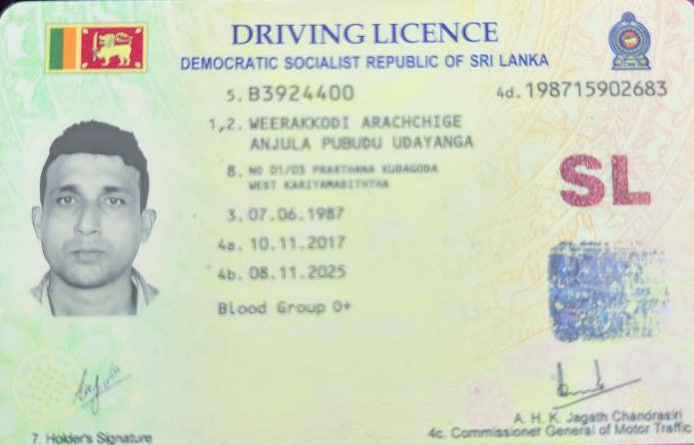 DRIVING LICENCE
DEMOCRATIC SOCIALIST REPUBLIC OF SRI LANKA
5. B3924400
4d. 198715902683
1,2. WEERAKKODI ARACHCHIGE
ANJULA PUBUDU UDAYANGA
8. NO 01/03 PRARTHANA KUDAGODA
WEST KARIYAMADITHTHA
3. 07.06.1987
SL
4a. 10.11.2017
4b. 08.11.2025
Blood Group O+
A. H. K. Jagath Chandrasiri
7. Holder's Signature
4c. Commissioner General of Motor Traffic